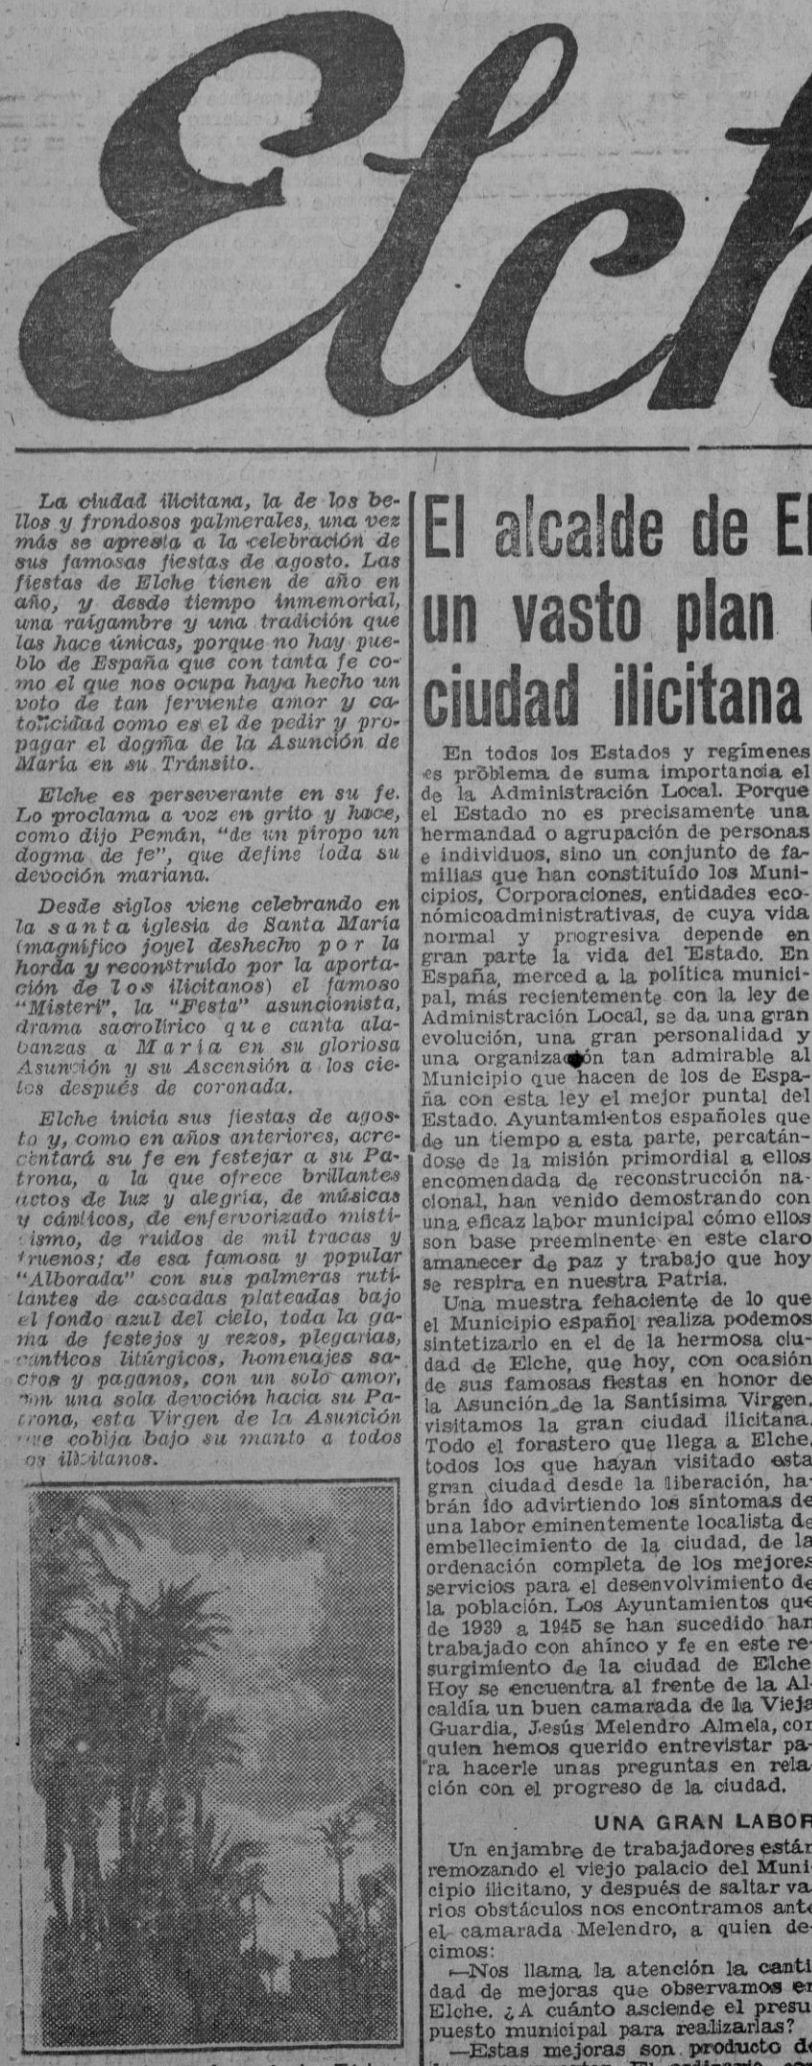 Elch
La ciudad ilicitana, la de los be-
llos y frondosos palmerales, una vez
más se apresta a la celebración de
sus famosas fiestas de agosto. Las
fiestas de Elche tienen de año en
año, y desde tiempo inmemorial,
una raigambre y una tradición que
las hace únicas, porque no hay pue-
blo de España que con tanta fe co-
mo el que nos ocupa haya hecho un
voto de tan ferviente amor y ca-
tolicidad como es el de pedir y pro-
pagar el dogma de la Asunción de
María en su Tránsito.
Elche es perseverante en su fe.
Lo proclama a voz en grito y hace,
como dijo Pemán, "de un piropo un
dogma de fe", que define toda su
devoción mariana.
Desde siglos viene celebrando en
la santa iglesia de Santa María
(magnífico joyel deshecho por la
horda y reconstruído por la aporta-
ción de los ilicitanos) el famoso
"Misteri", la "Festa" asuncionista,
drama sacrolírico que canta ala-
banzas a María en su gloriosa
Asunción y su Ascensión a los cie-
los después de coronada.
Elche inicia sus fiestas de agos-
to y, como en años anteriores, acre-
centará su fe en festejar a su Pa-
trona, a la que ofrece brillantes
actos de luz y alegría, de músicas
y cánticos, de enfervorizado misti-
cismo, de ruidos de mil tracas y
truenos; de esa famosa y popular
"Alborada" con sus palmeras ruti-
lantes de cascadas plateadas bajo
el fondo azul del cielo, toda la ga-
ma de festejos y rezos, plegarias,
cánticos litúrgicos, homenajes sa-
cros y paganos, con un solo amor,
con una sola devoción hacia su Pa-
trona, esta Virgen de la Asunción
que cobija bajo su manto a todos
os ilicitanos.
El alcalde de El
un vasto plan
ciudad ilicitana
En todos los Estados y regímenes
es problema de suma importancia el
de la Administración Local. Porque
el Estado no es precisamente una
hermandad o agrupación de personas
e individuos, sino un conjunto de fa-
milias que han constituído los Muni-
cipios, Corporaciones, entidades eco-
nómicoadministrativas, de cuya vida
normal y progresiva depende en
gran parte la vida del Estado. En
España, merced a la política munici-
pal, más recientemente con la ley de
Administración Local, se da una gran
evolución, una gran personalidad y
una organización tan admirable al
Municipio que hacen de los de Espa-
ña con esta ley el mejor puntal del
Estado. Ayuntamientos españoles que
de un tiempo a esta parte, percatán-
dose de la misión primordial a ellos
encomendada de reconstrucción na-
cional, han venido demostrando con
una eficaz labor municipal cómo ellos
son base preeminente en este claro
amanecer de paz y trabajo que hoy
se respira en nuestra Patria.
Una muestra fehaciente de lo que
el Municipio español realiza podemos
sintetizarlo en el de la hermosa ciu-
dad de Elche, que hoy, con ocasión
de sus famosas fiestas en honor de
la Asunción de la Santísima Virgen,
visitamos la gran ciudad ilicitana.
Todo el forastero que llega a Elche,
todos los que hayan visitado esta
gran ciudad desde la liberación, ha-
brán ido advirtiendo los síntomas de
una labor eminentemente localista de
embellecimiento de la ciudad, de la
ordenación completa de los mejores
servicios para el desenvolvimiento de
la población. Los Ayuntamientos que
de 1939 a 1945 se han sucedido han
trabajado con ahínco y fe en este re-
surgimiento de la ciudad de Elche
Hoy se encuentra al frente de la Al-
caldía un buen camarada de la Vieja
Guardia, Jesús Melendro Almela, con
quien hemos querido entrevistar pa-
ra hacerle unas preguntas en rela-
ción con el progreso de la ciudad.
UNA GRAN LABOR
Un enjambre de trabajadores están
remozando el viejo palacio del Muni-
cipio ilicitano, y después de saltar va-
rios obstáculos nos encontramos ante
el camarada Melendro, a quien de-
cimos:
—Nos llama la atención la canti-
dad de mejoras que observamos en
Elche. ¿A cuánto asciende el presu-
puesto municipal para realizarlas?
—Estas mejoras son producto de